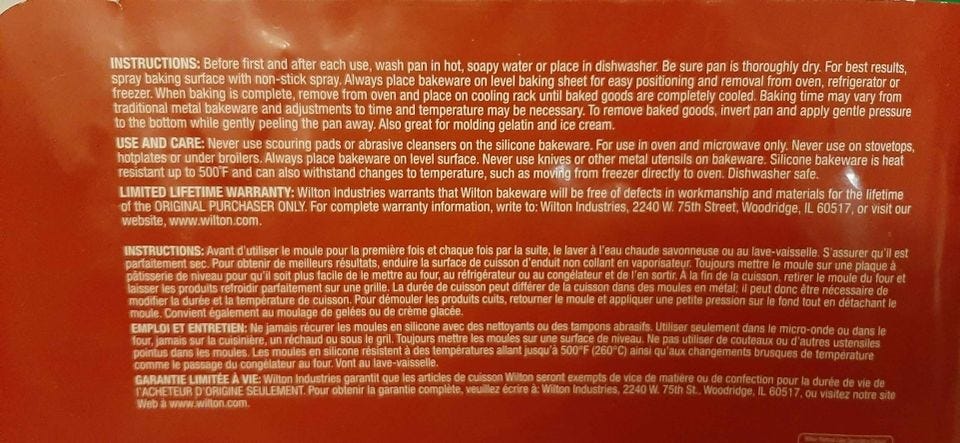 INSTRUCTIONS: Before first and after each use, wash pan in hot, soapy water or place in dishwasher. Be sure pan is thoroughly dry. For best results,
spray baking surface with non-stick spray. Always place bakeware on level baking sheet for easy positioning and removal from oven, refrigerator or
freezer. When baking is complete, remove from oven and place on cooling rack until baked goods are completely cooled. Baking time may vary from
traditional metal bakeware and adjustments to time and temperature may be necessary. To remove baked goods, invert pan and apply gentle pressure
to the bottom while gently peeling the pan away. Also great for molding gelatin and ice cream.
USE AND CARE: Never use scouring pads or abrasive cleansers on the silicone bakeware. For use in oven and microwave only. Never use on stovetops,
hotplates or under broilers. Always place bakeware on level surface. Never use knives or other metal utensils on bakeware. Silicone bakeware is heat
resistant up to 500°F and can also withstand changes to temperature, such as moving from freezer directly to oven. Dishwasher safe.
LIMITED LIFETIME WARRANTY: Wilton Industries warrants that Wilton bakeware will be free of defects in workmanship and materials for the lifetime
of the ORIGINAL PURCHASER ONLY. For complete warranty information, write to: Wilton Industries, 2240 W. 75th Street, Woodridge, IL 60517, or visit our
website, www.wilton.com.
INSTRUCTIONS: Avant d'utiliser le moule pour la première fois et chaque fois par la suite, le laver à l'eau chaude savonneuse ou au lave-vaisselle. S'assurer qu'il est
parfaitement sec. Pour obtenir de meilleurs résultats, enduire la surface de cuisson d'enduit non collant en vaporisateur. Toujours mettre le moule sur une plaque à
pâtisserie de niveau pour qu'il soit plus facile de le mettre au four, au réfrigérateur ou au congélateur et de l'en sortir. À la fin de la cuisson, retirer le moule du four et
laisser les produits refroidir parfaitement sur une grille. La durée de cuisson peut différer de la cuisson dans des moules en métal; il peut donc être nécessaire de
modifier la durée et la température de cuisson. Pour démouler les produits cuits, retourner le moule et appliquer une petite pression sur le fond tout en détachant le
moule. Convient également au moulage de gelées ou de crème glacée.
EMPLOI ET ENTRETIEN: Ne jamais récurer les moules en silicone avec des nettoyants ou des tampons abrasifs. Utiliser seulement dans le micro-onde ou dans le
four, jamais sur la cuisinière, un réchaud ou sous le gril. Toujours mettre les moules sur une surface de niveau. Ne pas utiliser de couteaux ou d'autres ustensiles
pointus dans les moules. Les moules en silicone résistent à des températures allant jusqu'à 500°F (260°C) ainsi qu'aux changements brusques de température
comme le passage du congélateur au four. Vont au lave-vaisselle.
GARANTIE LIMITÉE À VIE: Wilton Industries garantit que les articles de cuisson Wilton seront exempts de vice de matière ou de confection pour la durée de vie de
l'ACHETEUR D'ORIGINE SEULEMENT. Pour obtenir la garantie complète, veuillez écrire à: Wilton Industries, 2240 W. 75th St., Woodridge, IL 60517, ou visitez notre site
Web à www.wilton.com.